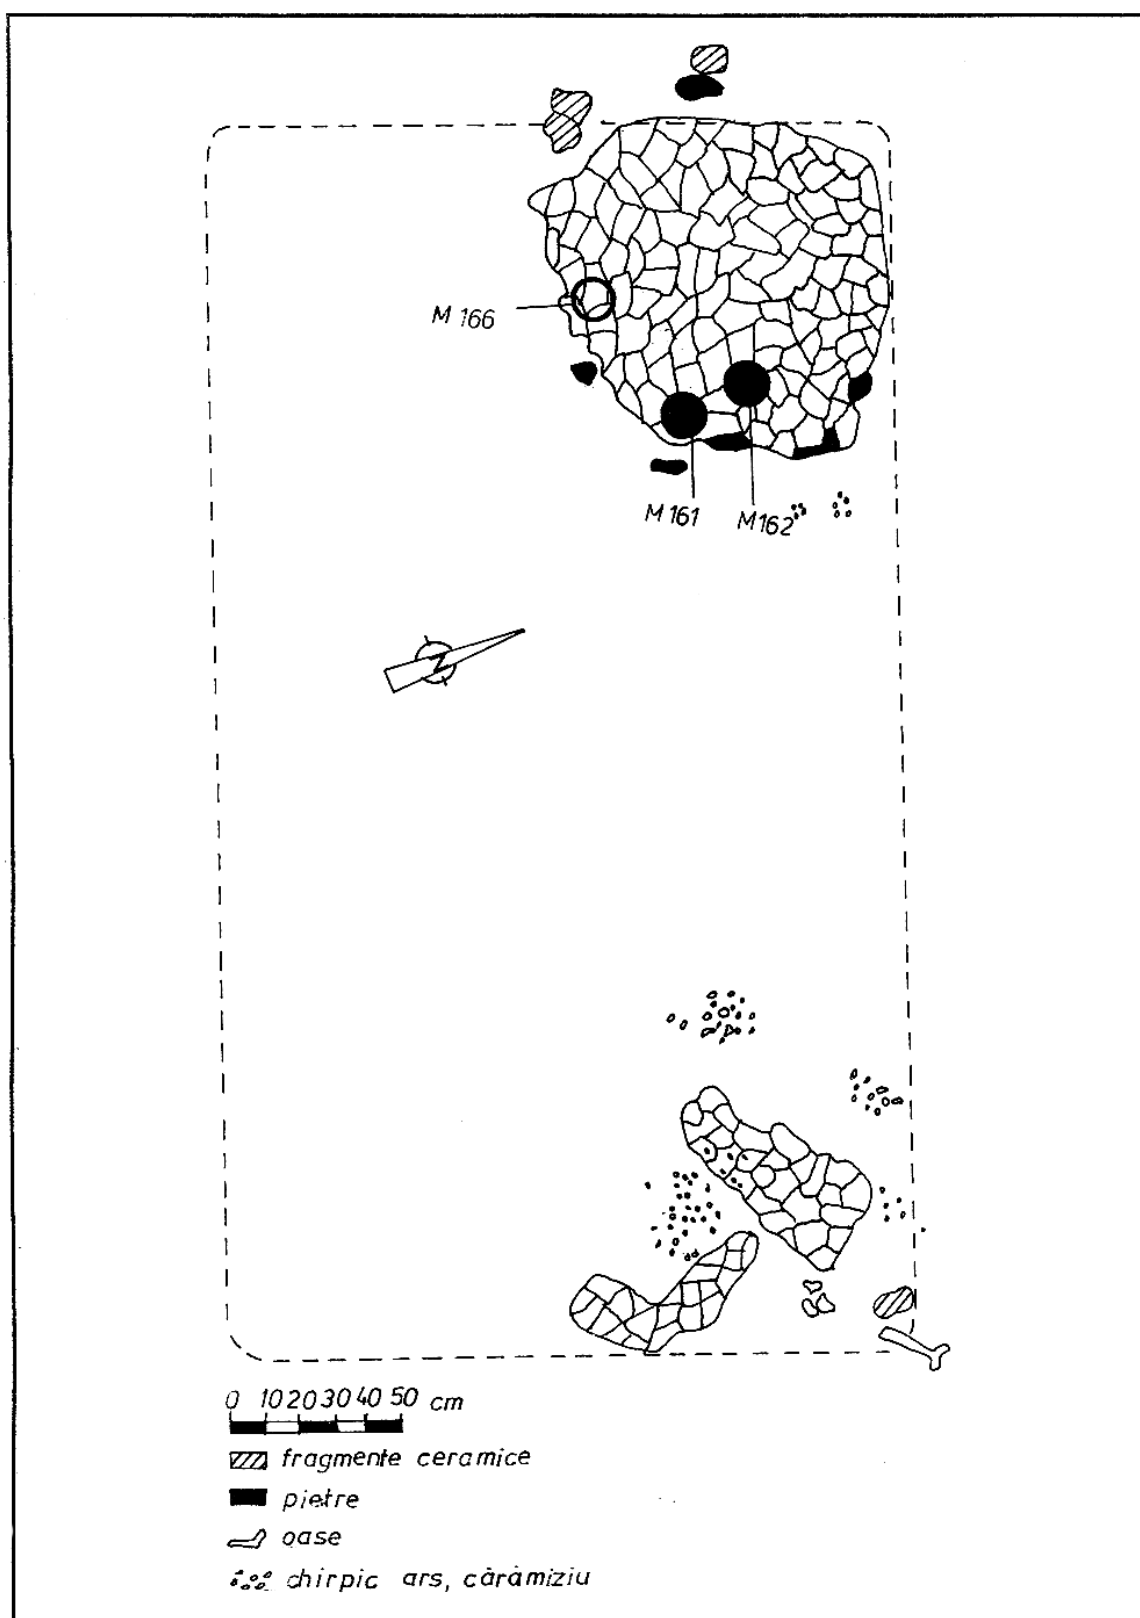 M 166
M 161
M162
N
0 10 20 30 40 50 cm
fragmente ceramice
pietre
oase
chirpic ars, cărămiziu